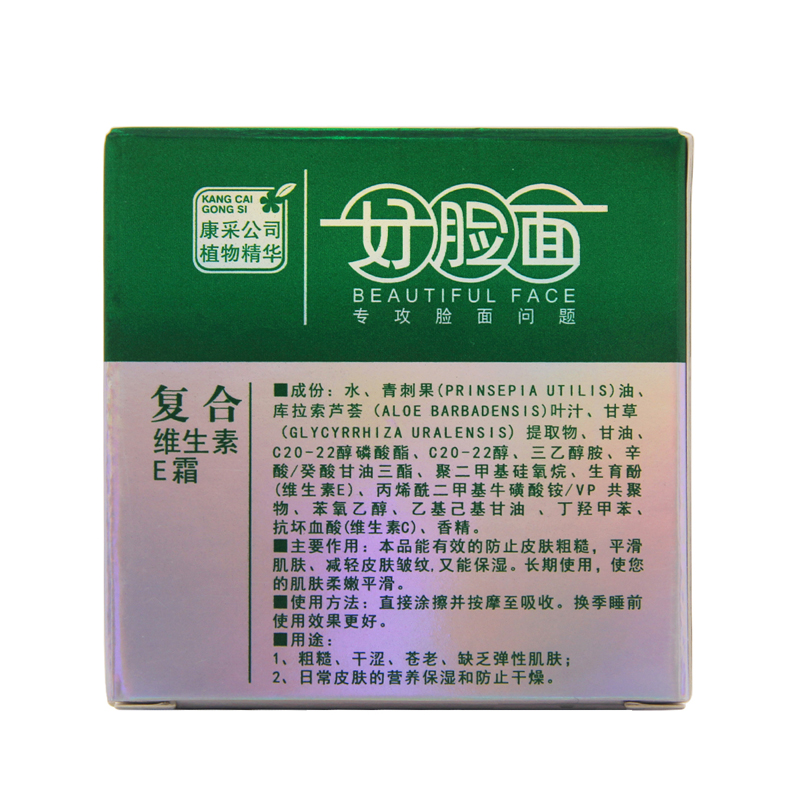 KANG CAI
GONG SI
康采公司
植物精华
好脸面
BEAUTIFUL FACE
专攻脸面问题
复合
维生素
E霜
■成份：水、青刺果(PRINSEPIA UTILIS)油、
库拉索芦荟（ALOE BARBADENSIS)叶汁、甘草
(GLYCYRRHIZA URALENSIS) 提取物、甘油、
C20-22醇磷酸酯、C20-22醇、三乙醇胺、辛
酸/癸酸甘油三酯、聚二甲基硅氧烷、生育酚
(维生素E)、丙烯酰二甲基牛磺酸铵/VP 共聚
物、苯氧乙醇、乙基己基甘油 、丁羟甲苯、
抗坏血酸(维生素C)、香精。
■主要作用：本品能有效的防止皮肤粗糙，平滑
肌肤、减轻皮肤皱纹,又能保湿。长期使用，使您
的肌肤柔嫩平滑。
■使用方法：直接涂擦并按摩至吸收。换季睡前
使用效果更好。
■用途：
1、粗糙、干涩、苍老、缺乏弹性肌肤；
2、日常皮肤的营养保湿和防止干燥。